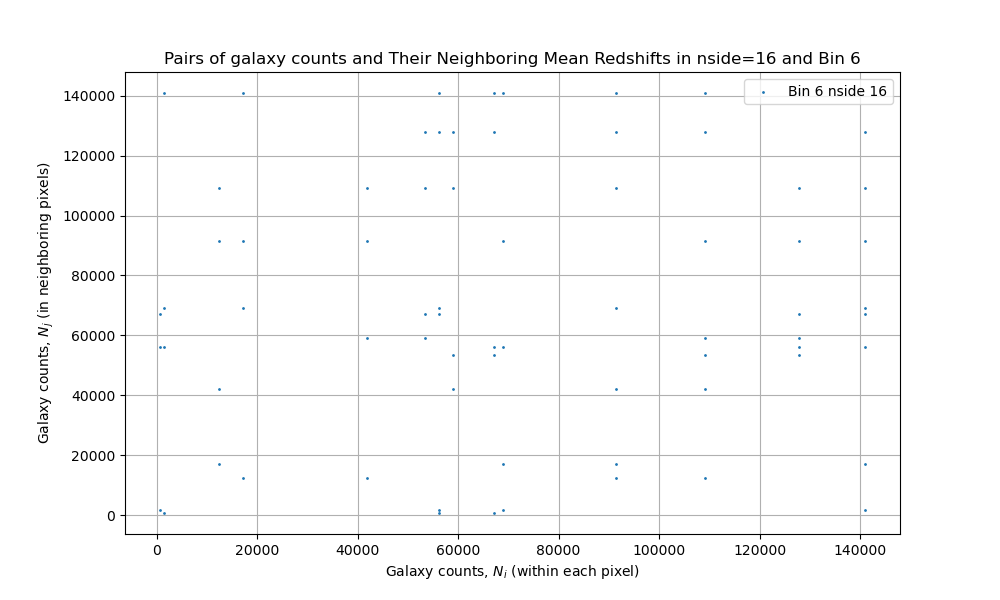 Pairs of galaxy counts and Their Neighboring Mean Redshifts in nside=16 and Bin 6
Bin 6 nside 16
140000
120000
100000
80000
60000
40000
20000
0
Galaxy counts, N_j (in neighboring pixels)
0 20000 40000 60000 80000 100000 120000 140000
Galaxy counts, N_i (within each pixel)